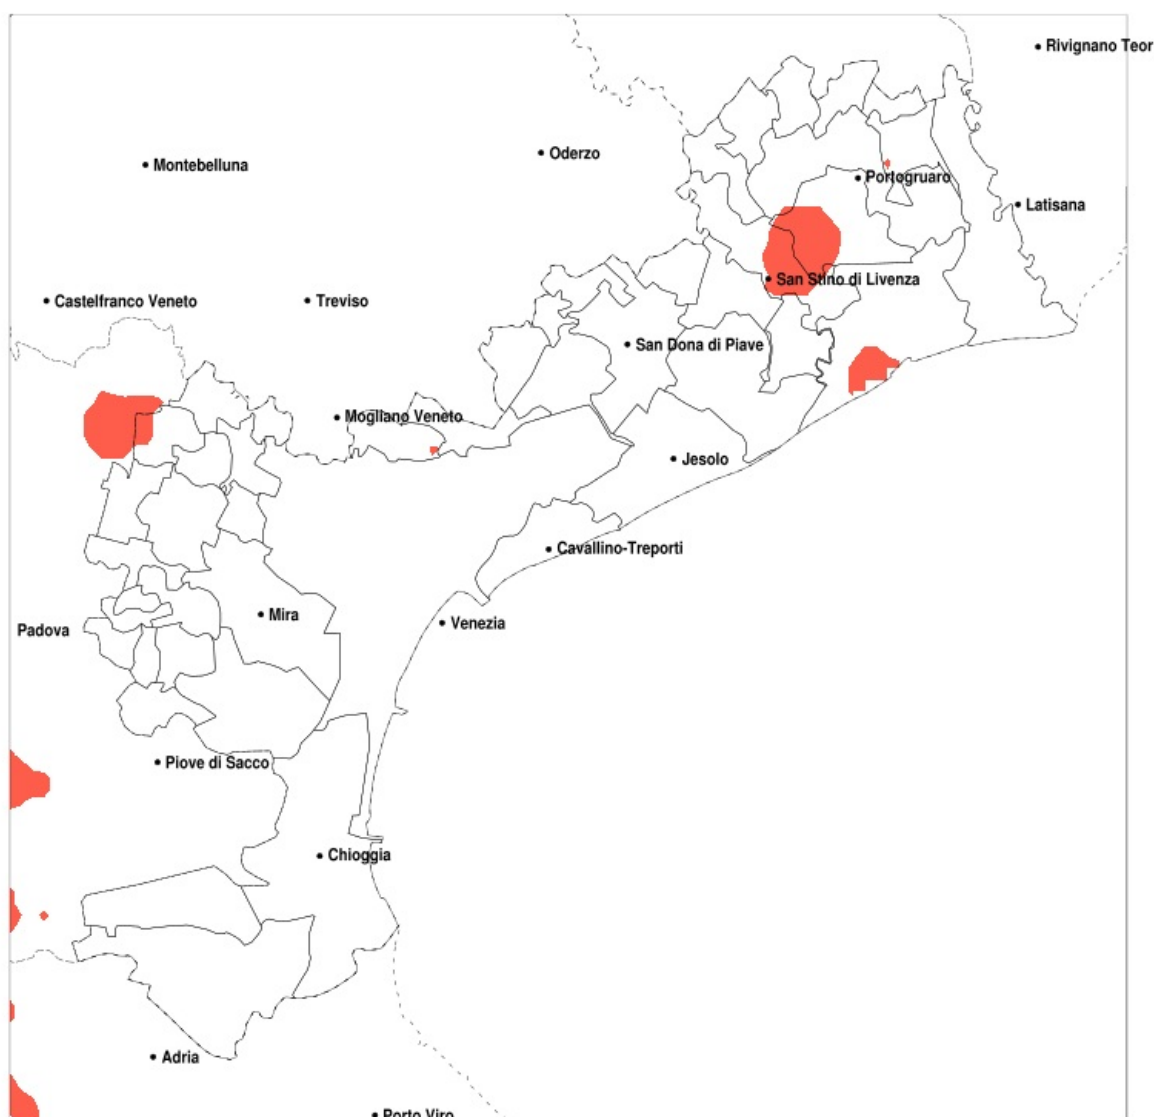 Rivignano Teor
Oderzo
Montebelluna
Portogruaro
Latisana
San Stino di Livenza
Castelfranco Veneto
Treviso
San Dona di Piave
Mogliano Veneto
Jesolo
Cavallino-Treporti
Mira
Venezia
Padova
Piove di Sacco
Chioggia
Adria
Porto Viro